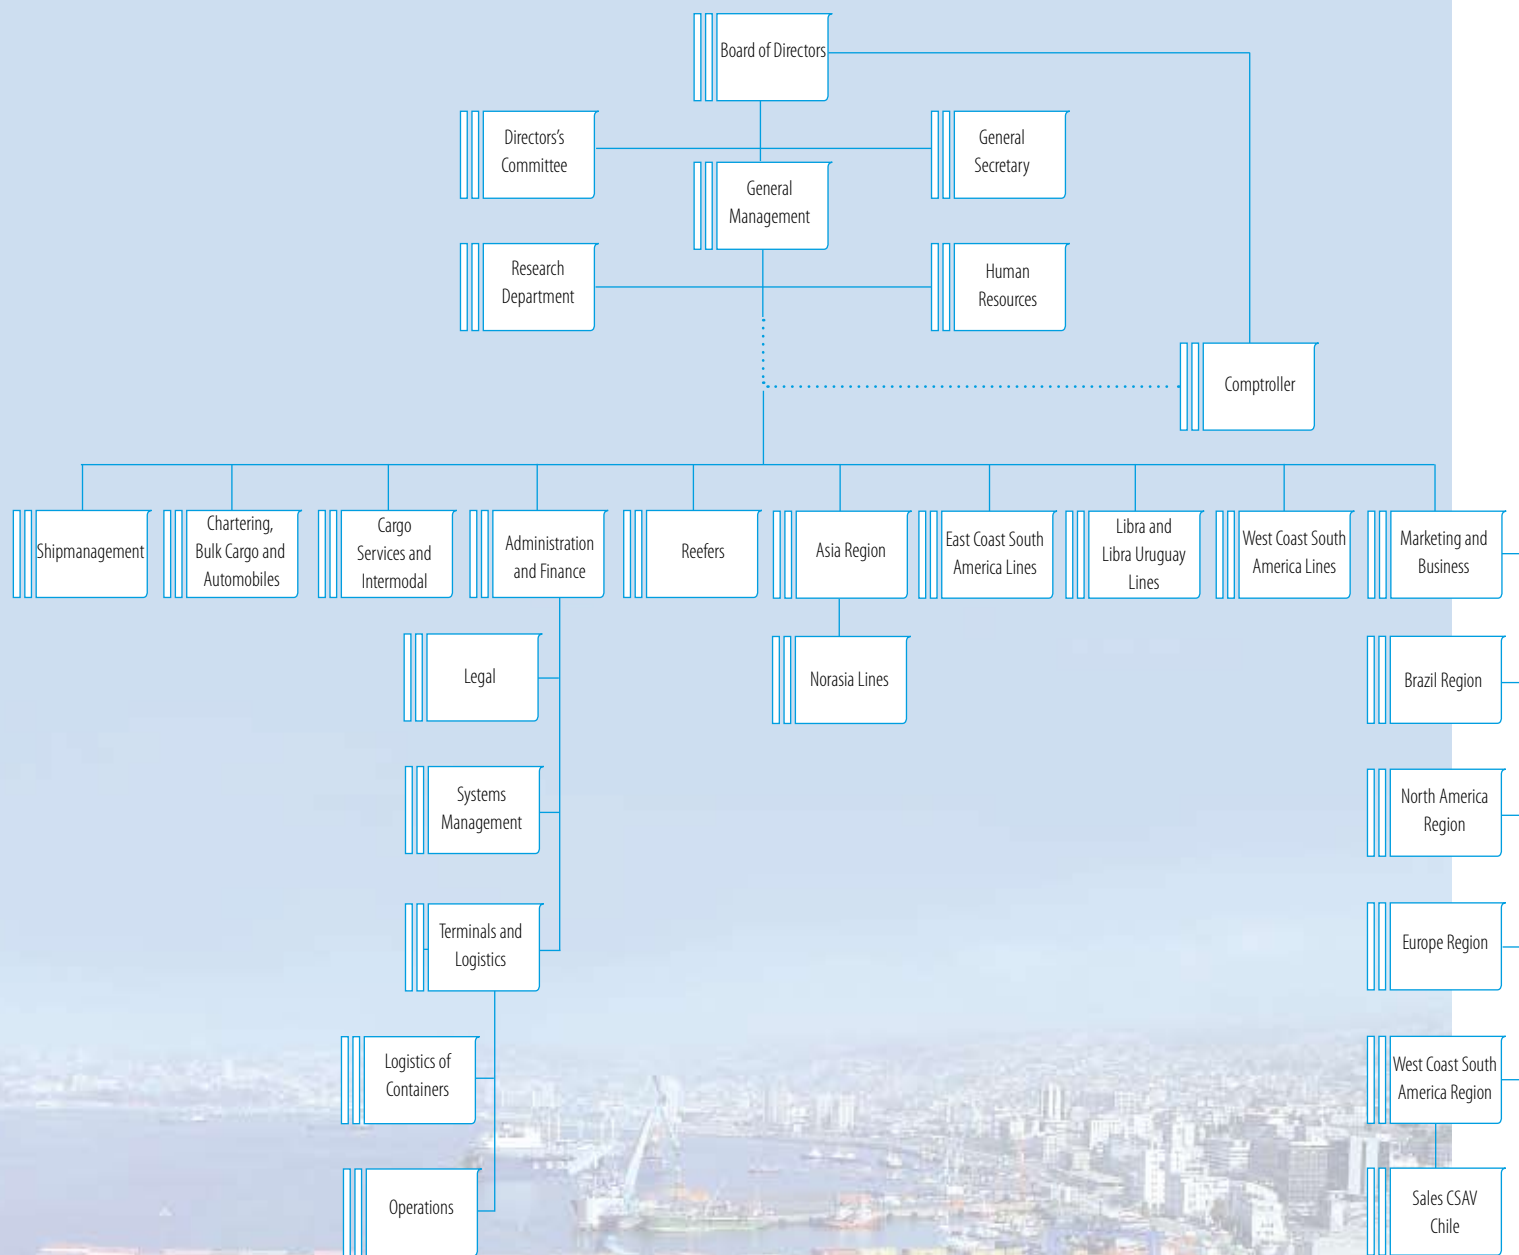 Board of Directors
Directors's
Committee
General
Secretary
General
Management
Research
Department
Human
Resources
Comptroller
Shipmanagement
Chartering,
Bulk Cargo and
Automobiles
Cargo
Services and
Intermodal
Administration
and Finance
Reefers
Asia Region
East Coast South
America Lines
Libra and
Libra Uruguay
Lines
West Coast South
America Lines
Marketing and
Business
Legal
Norasia Lines
Brazil Region
Systems
Management
North America
Region
Terminals and
Logistics
Europe Region
Logistics of
Containers
West Coast South
America Region
Operations
Sales CSAV
Chile